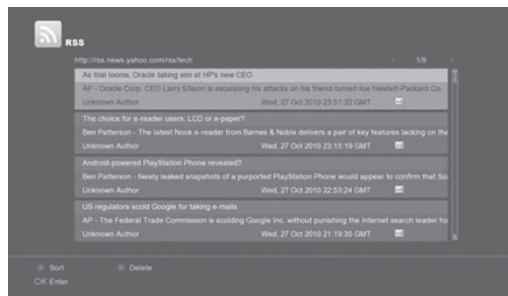 RSS
http://rss.news.yahoo.com/rss/tech 1/9
As trial looms, Oracle taking aim at HP's new CEO
AP - Oracle Corp. CEO Larry Ellison is escalating his attacks on his friend-turned-foe Hewlett-Packard Co.
Unknown Author Wed, 27 Oct 2010 23:51:32 GMT
The choice for e-reader users: LCD or e-paper?
Ben Patterson - The latest Nook e-reader from Barnes & Noble delivers a pair of key features lacking on the
Unknown Author Wed, 27 Oct 2010 23:15:19 GMT
Android-powered PlayStation Phone revealed?
Ben Patterson - Newly leaked snapshots of a purported PlayStation Phone would appear to confirm that So
Unknown Author Wed, 27 Oct 2010 22:53:24 GMT
US regulators scold Google for taking e-mails
AP - The Federal Trade Commission is scolding Google Inc. without punishing the Internet search leader for
Unknown Author Wed, 27 Oct 2010 21:19:35 GMT
Sort Delete
OK Enter